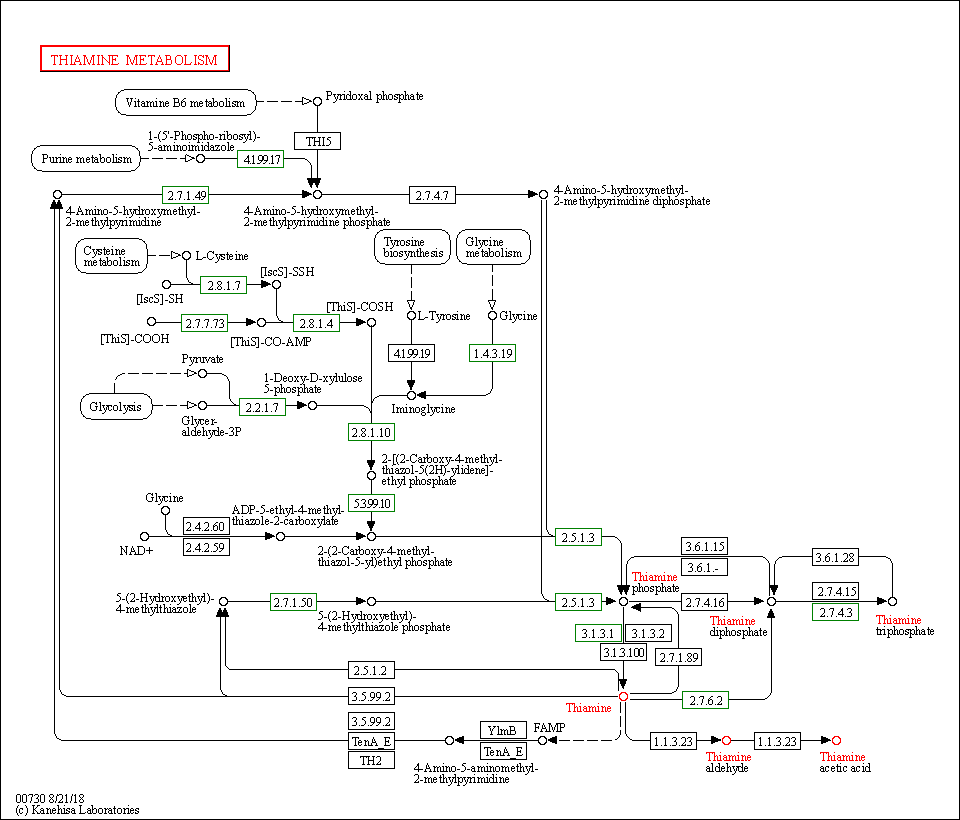 THIAMINE METABOLISM
Vitamine B6 metabolism
Pyridoxal phosphate
1-(5'-Phospho-ribosyl)-
5-aminoimidazole
THI5
Purine metabolism
4.1.99.17
2.7.1.49
2.7.4.7
4-Amino-5-hydroxymethyl-
2-methylpyrimidine
4-Amino-5-hydroxymethyl-
2-methylpyrimidine phosphate
4-Amino-5-hydroxymethyl-
2-methylpyrimidine diphosphate
Cysteine
metabolism
L-Cysteine
Tyrosine
biosynthesis
Glycine
metabolism
[IscS]-SSH
2.8.1.7
[IscS]-SH
[ThiS]-COSH
2.7.7.73
2.8.1.4
L-Tyrosine
Glycine
[ThiS]-COOH
[ThiS]-CO-AMP
4.1.99.19
1.4.3.19
Pyruvate
1-Deoxy-D-xylulose
5-phosphate
Glycolysis
2.2.1.7
Iminoglycine
Glycer-
aldehyde-3P
2.8.1.10
2-[(2-Carboxy-4-methyl-
thiazol-5(2H)-ylidene]-
ethyl phosphate
Glycine
5.3.99.10
ADP-5-ethyl-4-methyl-
thiazole-2-carboxylate
2.4.2.60
2.4.2.59
NAD+
2-(2-Carboxy-4-methyl-
thiazol-5-yl)ethyl phosphate
2.5.1.3
3.6.1.15
3.6.1.-
3.6.1.28
Thiamine
phosphate
5-(2-Hydroxyethyl)-
4-methylthiazole
2.7.1.50
5-(2-Hydroxyethyl)-
4-methylthiazole phosphate
2.5.1.3
2.7.4.16
2.7.4.15
2.7.4.3
Thiamine
diphosphate
Thiamine
triphosphate
3.1.3.1
3.1.3.2
3.1.3.100
2.7.1.89
2.5.1.2
3.5.99.2
Thiamine
2.7.6.2
3.5.99.2
TenA_E
TH2
YlmB
TenA_E
FAMP
4-Amino-5-aminomethyl-
2-methylpyrimidine
1.1.3.23
1.1.3.23
Thiamine
aldehyde
Thiamine
acetic acid
00730 8/21/18
(c) Kanehisa Laboratories